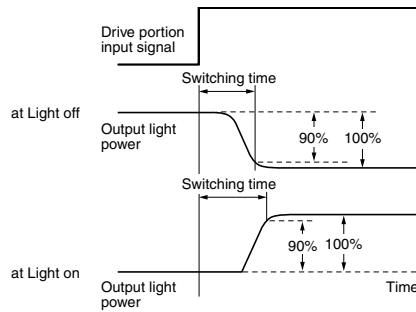 Drive portion
input signal
Switching time
at Light off
Output light
power
90%
100%
Switching time
90%
100%
at Light on
Output light
power
Time